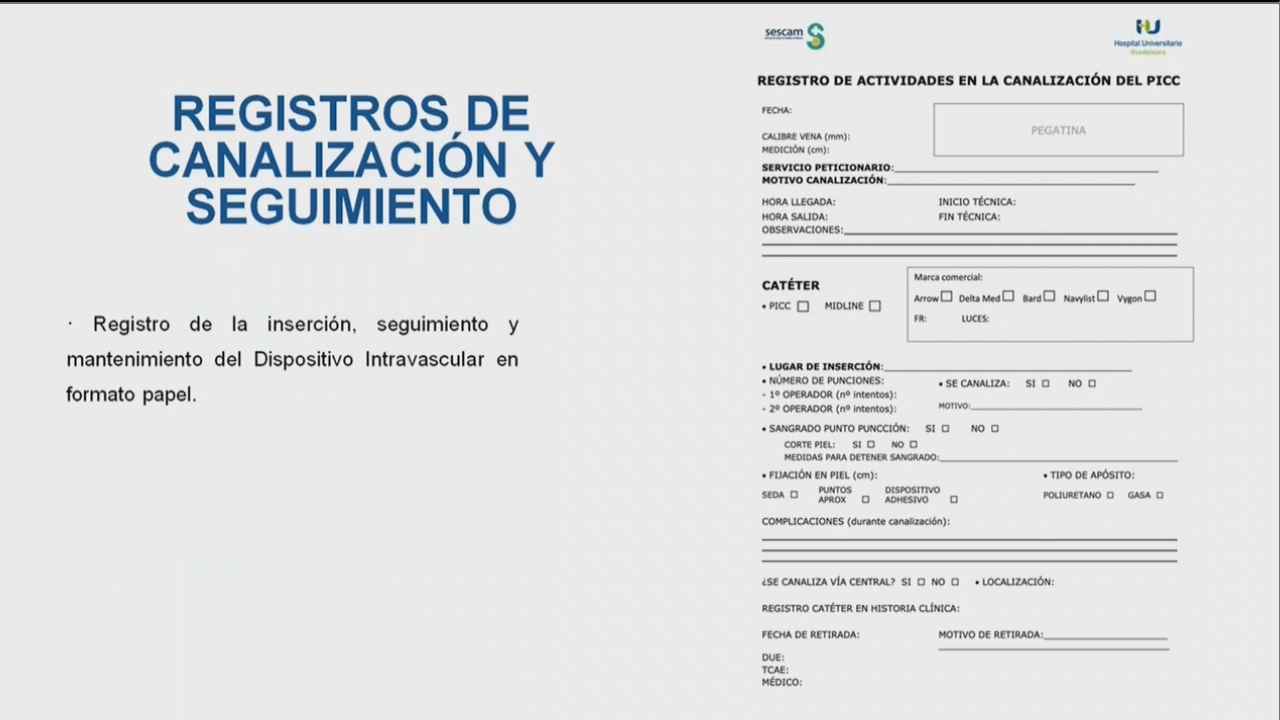 REGISTROS DE
CANALIZACIÓN Y
SEGUIMIENTO
· Registro de la inserción, seguimiento y
mantenimiento del Dispositivo Intravascular en
formato papel.
sescam
Hospital Universitario
Guadalajara
REGISTRO DE ACTIVIDADES EN LA CANALIZACIÓN DEL PICC
FECHA:
PEGATINA
CALIBRE VENA (mm):
MEDICIÓN (cm):
SERVICIO PETICIONARIO:
MOTIVO CANALIZACIÓN:
HORA LLEGADA: INICIO TÉCNICA:
HORA SALIDA: FIN TÉCNICA:
OBSERVACIONES:
CATÉTER
• PICC ☐ MIDLINE ☐
Marca comercial:
Arrow ☐ Delta Med ☐ Bard ☐ Navylist ☐ Vygon ☐
FR: LUCES:
• LUGAR DE INSERCIÓN:
• NÚMERO DE PUNCIONES: • SE CANALIZA: SI ☐ NO ☐
- 1º OPERADOR (nº intentos):
- 2º OPERADOR (nº intentos): MOTIVO:
• SANGRADO PUNTO PUNCCIÓN: SI ☐ NO ☐
CORTE PIEL: SI ☐ NO ☐
MEDIDAS PARA DETENER SANGRADO:
• FIJACIÓN EN PIEL (cm): • TIPO DE APÓSITO:
SEDA ☐ PUNTOS APROX ☐ DISPOSITIVO ADHESIVO ☐ POLIURETANO ☐ GASA ☐
COMPLICACIONES (durante canalización):
¿SE CANALIZA VÍA CENTRAL? SI ☐ NO ☐ • LOCALIZACIÓN:
REGISTRO CATÉTER EN HISTORIA CLÍNICA:
FECHA DE RETIRADA: MOTIVO DE RETIRADA:
DUE:
TCAE:
MÉDICO: